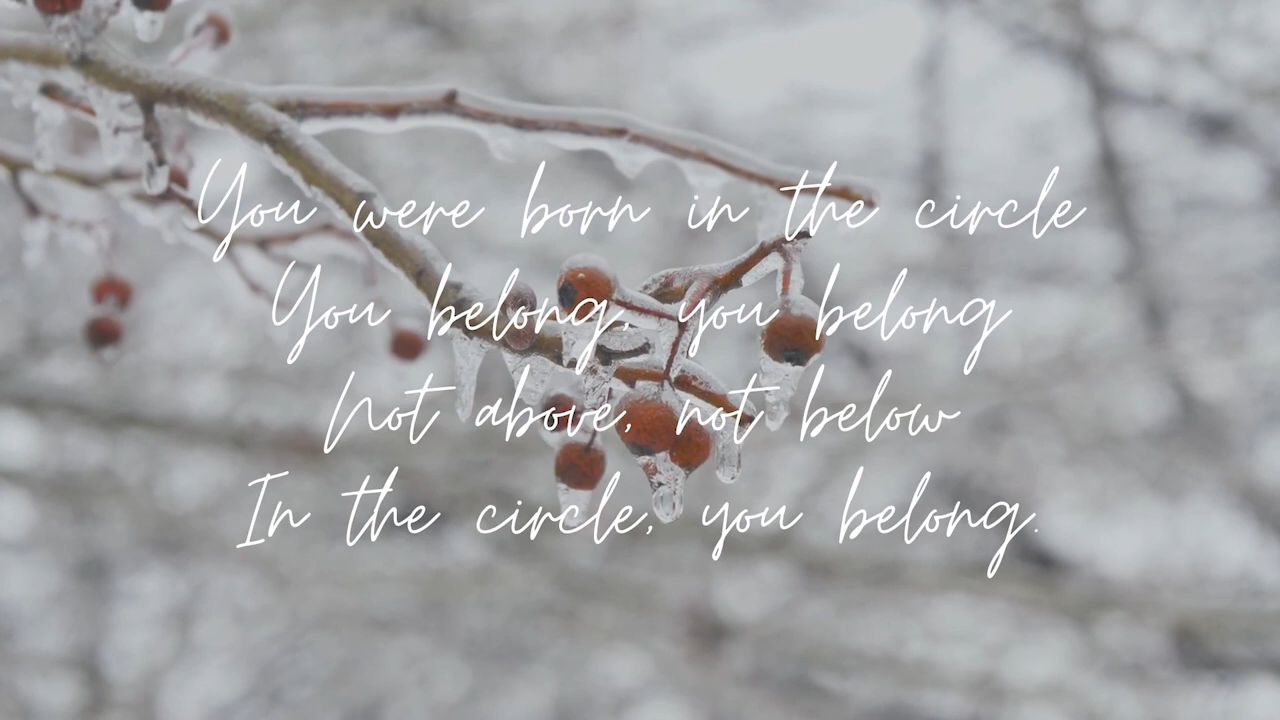 You were born in the circle
You belong, you belong
Not above, not below
In the circle, you belong.